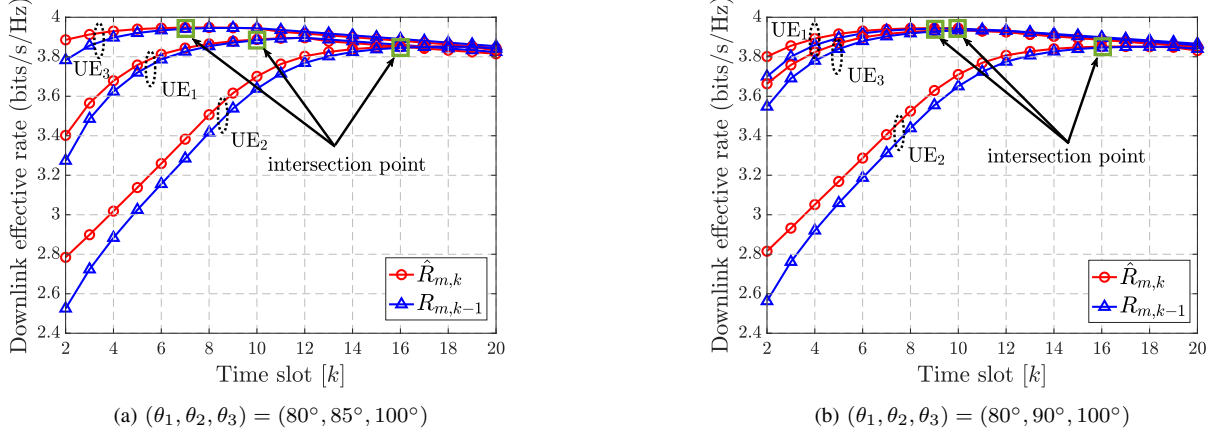 Downlink effective rate (bits/s/Hz)
4
3.8
3.6
3.4
3.2
3
2.8
2.6
2.4
UE₃
UE₁
UE₂
intersection point
R̂ₘ,ₖ
Rₘ,ₖ₋₁
2 4 6 8 10 12 14 16 18 20
Time slot [k]
(a) (θ₁, θ₂, θ₃) = (80°, 85°, 100°)
Downlink effective rate (bits/s/Hz)
4
3.8
3.6
3.4
3.2
3
2.8
2.6
2.4
UE₁
UE₃
UE₂
intersection point
R̂ₘ,ₖ
Rₘ,ₖ₋₁
2 4 6 8 10 12 14 16 18 20
Time slot [k]
(b) (θ₁, θ₂, θ₃) = (80°, 90°, 100°)